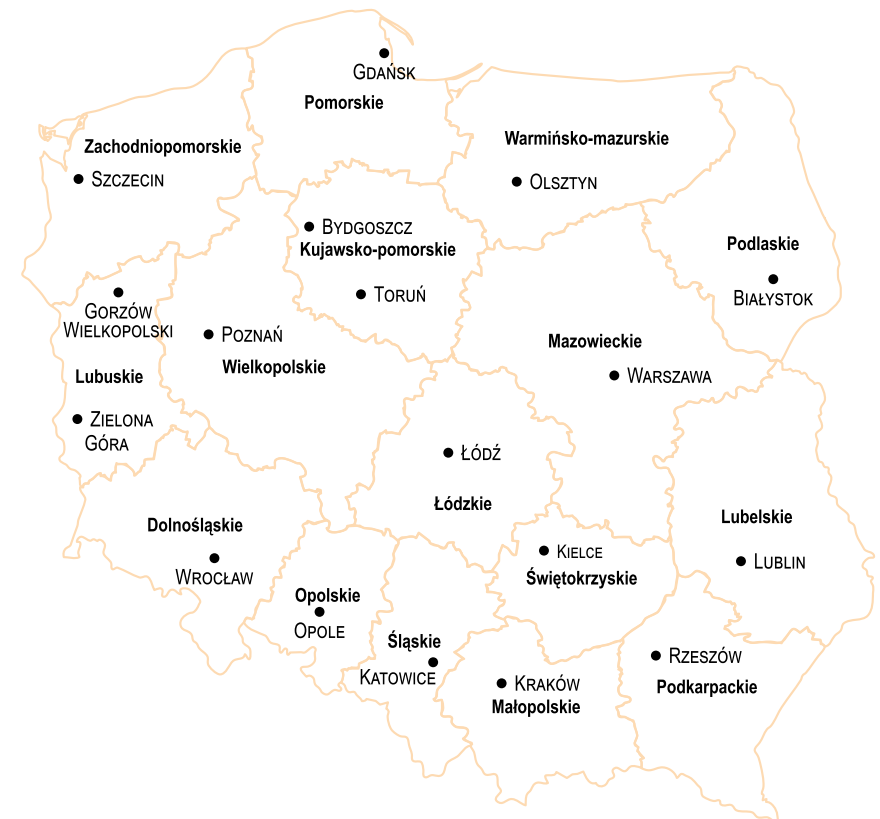 GDAŃSK
Pomorskie
Warmińsko-mazurskie
Zachodniopomorskie
SZCZECIN
OLSZTYN
BYDGOSZCZ
Kujawsko-pomorskie
Podlaskie
BIAŁYSTOK
TORUŃ
GORZÓW
WIELKOPOLSKI
POZNAŃ
Wielkopolskie
Mazowieckie
WARSZAWA
Lubuskie
ZIELONA
GÓRA
ŁÓDŹ
Łódzkie
Lubelskie
LUBLIN
Dolnośląskie
WROCŁAW
KIELCE
Świętokrzyskie
Opolskie
OPOLE
Śląskie
KATOWICE
KRAKÓW
Małopolskie
RZESZÓW
Podkarpackie